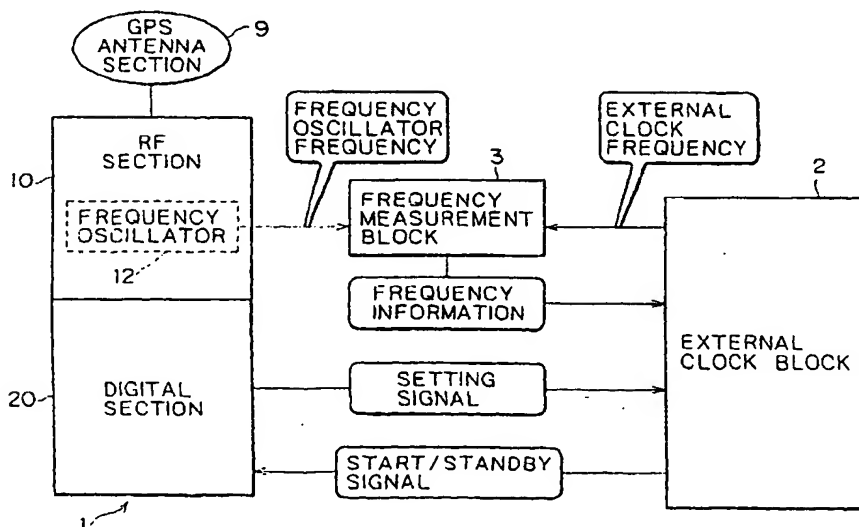 GPS
ANTENNA
SECTION
9
RF
SECTION
10
FREQUENCY
OSCILLATOR
12
FREQUENCY
OSCILLATOR
FREQUENCY
3
FREQUENCY
MEASUREMENT
BLOCK
EXTERNAL
CLOCK
FREQUENCY
2
FREQUENCY
INFORMATION
EXTERNAL
CLOCK BLOCK
20
DIGITAL
SECTION
SETTING
SIGNAL
START/STANDBY
SIGNAL
1